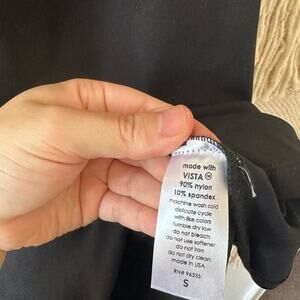 made with
VISTA™
90% nylon
10% spandex
machine wash cold
delicate cycle
with like colors
tumble dry low
do not bleach
do not use softener
do not iron
do not dry clean
made in USA
RN# 96335
S